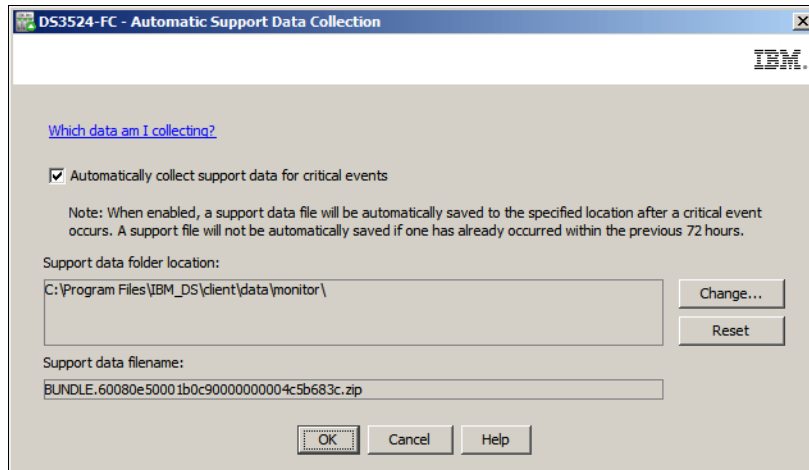 DS3524-FC - Automatic Support Data Collection
IBM.
Which data am I collecting?
Automatically collect support data for critical events
Note: When enabled, a support data file will be automatically saved to the specified location after a critical event
occurs. A support file will not be automatically saved if one has already occurred within the previous 72 hours.
Support data folder location:
C:\Program Files\IBM_DS\client\data\monitor\
Change...
Reset
Support data filename:
BUNDLE.60080e50001b0c90000000004c5b683c.zip
OK
Cancel
Help